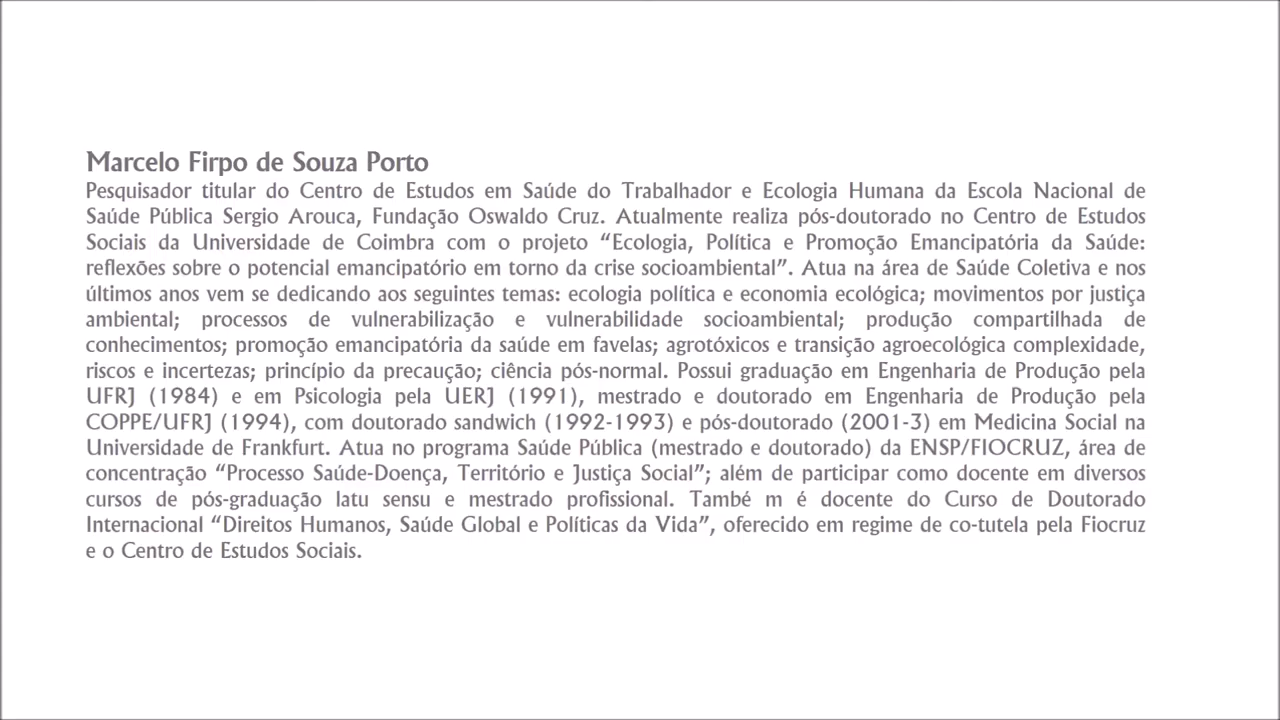 Marcelo Firpo de Souza Porto
Pesquisador titular do Centro de Estudos em Saúde do Trabalhador e Ecologia Humana da Escola Nacional de
Saúde Pública Sergio Arouca, Fundação Oswaldo Cruz. Atualmente realiza pós-doutorado no Centro de Estudos
Sociais da Universidade de Coimbra com o projeto “Ecologia, Política e Promoção Emancipatória da Saúde:
reflexões sobre o potencial emancipatório em torno da crise socioambiental”. Atua na área de Saúde Coletiva e nos
últimos anos vem se dedicando aos seguintes temas: ecologia política e economia ecológica; movimentos por justiça
ambiental; processos de vulnerabilização e vulnerabilidade socioambiental; produção compartilhada de
conhecimentos; promoção emancipatória da saúde em favelas; agrotóxicos e transição agroecológica complexidade,
riscos e incertezas; princípio da precaução; ciência pós-normal. Possui graduação em Engenharia de Produção pela
UFRJ (1984) e em Psicologia pela UERJ (1991), mestrado e doutorado em Engenharia de Produção pela
COPPE/UFRJ (1994), com doutorado sandwich (1992-1993) e pós-doutorado (2001-3) em Medicina Social na
Universidade de Frankfurt. Atua no programa Saúde Pública (mestrado e doutorado) da ENSP/FIOCRUZ, área de
concentração “Processo Saúde-Doença, Território e Justiça Social”; além de participar como docente em diversos
cursos de pós-graduação latu sensu e mestrado profissional. També m é docente do Curso de Doutorado
Internacional “Direitos Humanos, Saúde Global e Políticas da Vida”, oferecido em regime de co-tutela pela Fiocruz
e o Centro de Estudos Sociais.